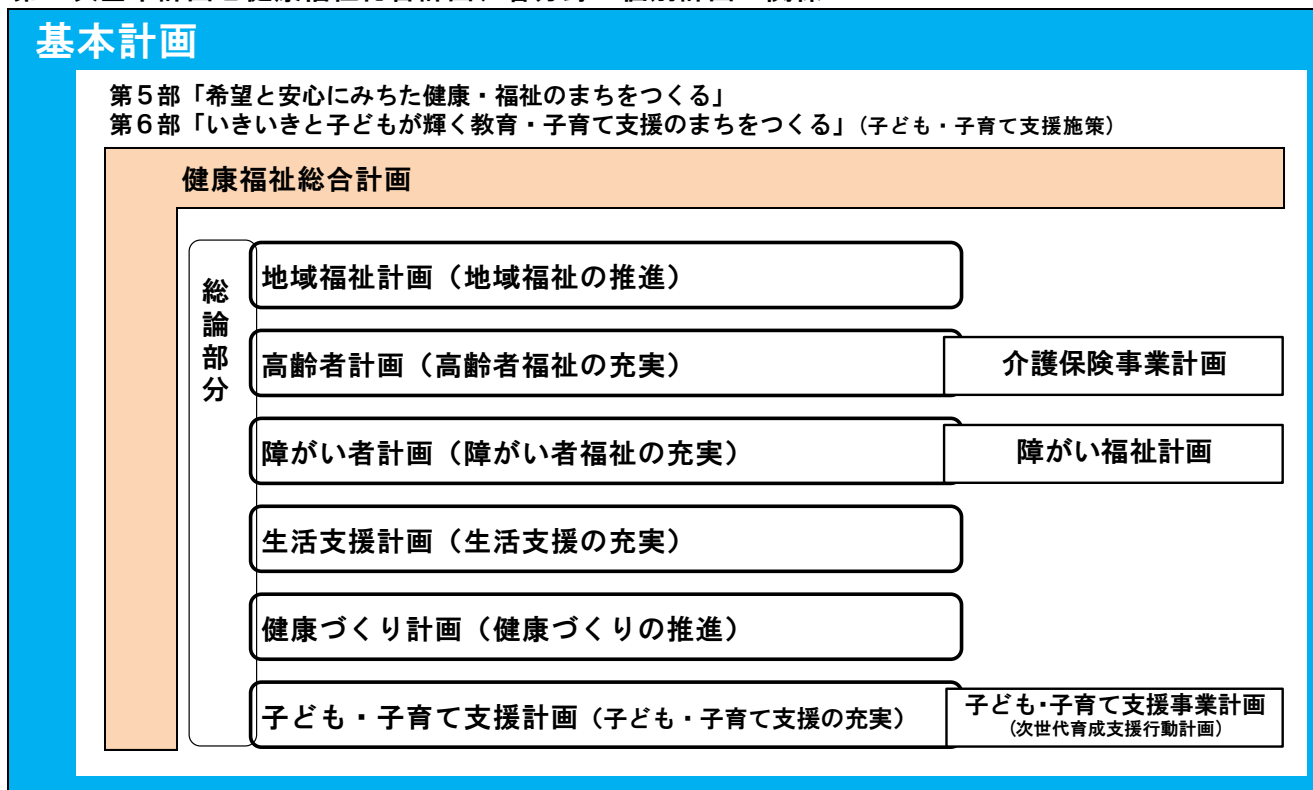 基本計画
第５部「希望と安心にみちた健康・福祉のまちをつくる」
第６部「いきいきと子どもが輝く教育・子育て支援のまちをつくる」（子ども・子育て支援施策）
健康福祉総合計画
総論部分
地域福祉計画（地域福祉の推進）
高齢者計画（高齢者福祉の充実）
介護保険事業計画
障がい者計画（障がい者福祉の充実）
障がい福祉計画
生活支援計画（生活支援の充実）
健康づくり計画（健康づくりの推進）
子ども・子育て支援計画（子ども・子育て支援の充実）
子ども・子育て支援事業計画
（次世代育成支援行動計画）